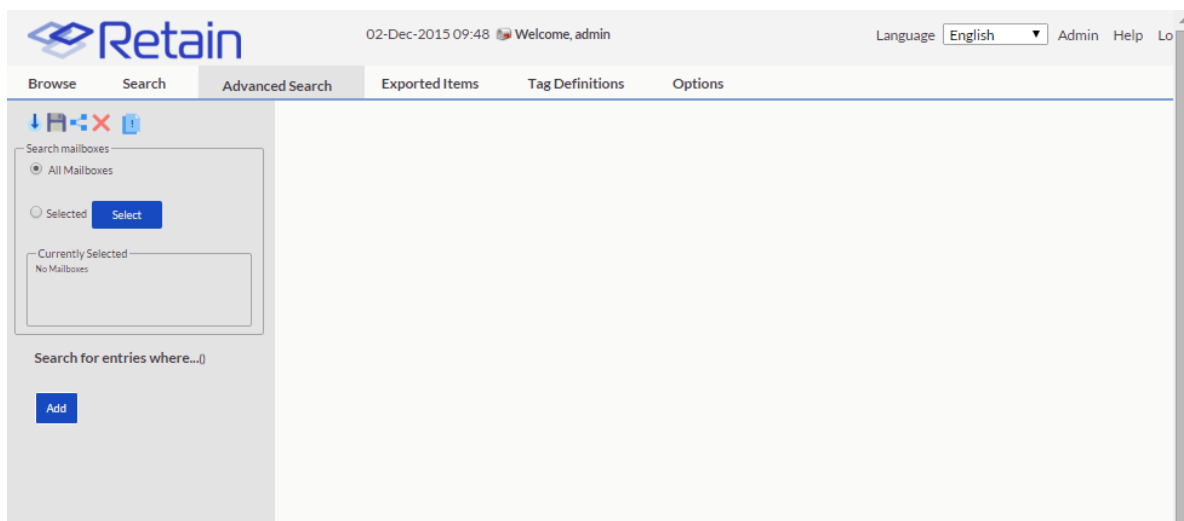 Retain
02-Dec-2015 09:48 Welcome, admin
Language English Admin Help Lo
Browse Search Advanced Search Exported Items Tag Definitions Options
Search mailboxes
All Mailboxes
Selected Select
Currently Selected
No Mailboxes
Search for entries where...()
Add